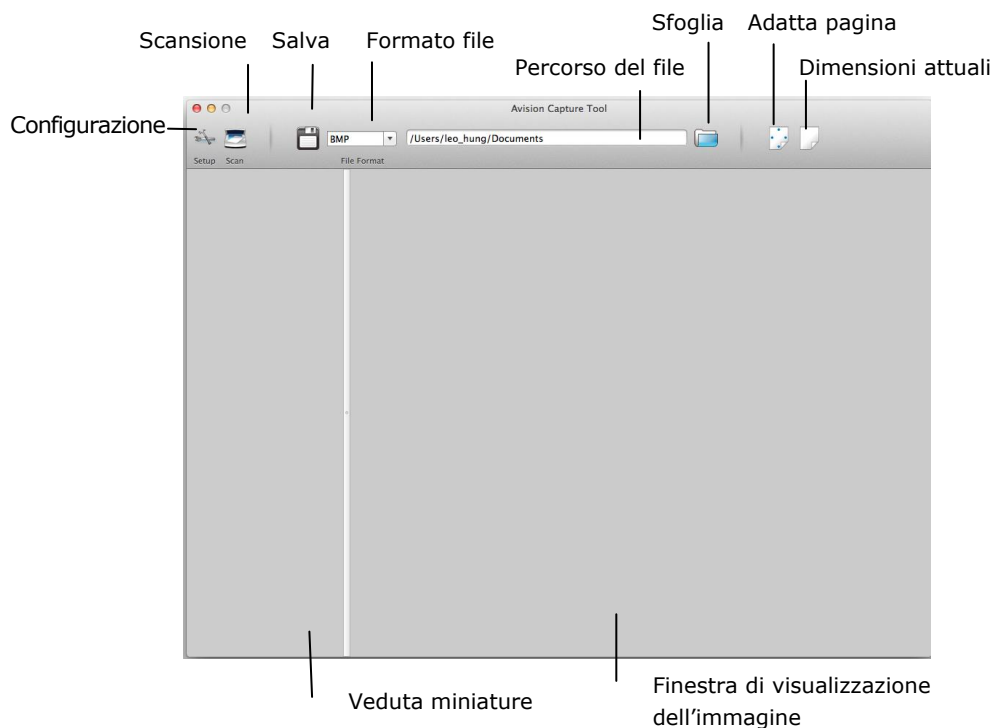 Sfoglia Adatta pagina
Scansione Salva Formato file
Percorso del file Dimensioni attuali
Avision Capture Tool
Configurazione
BMP /Users/leo_hung/Documents
Setup Scan File Format
Veduta miniature
Finestra di visualizzazione
dell'immagine